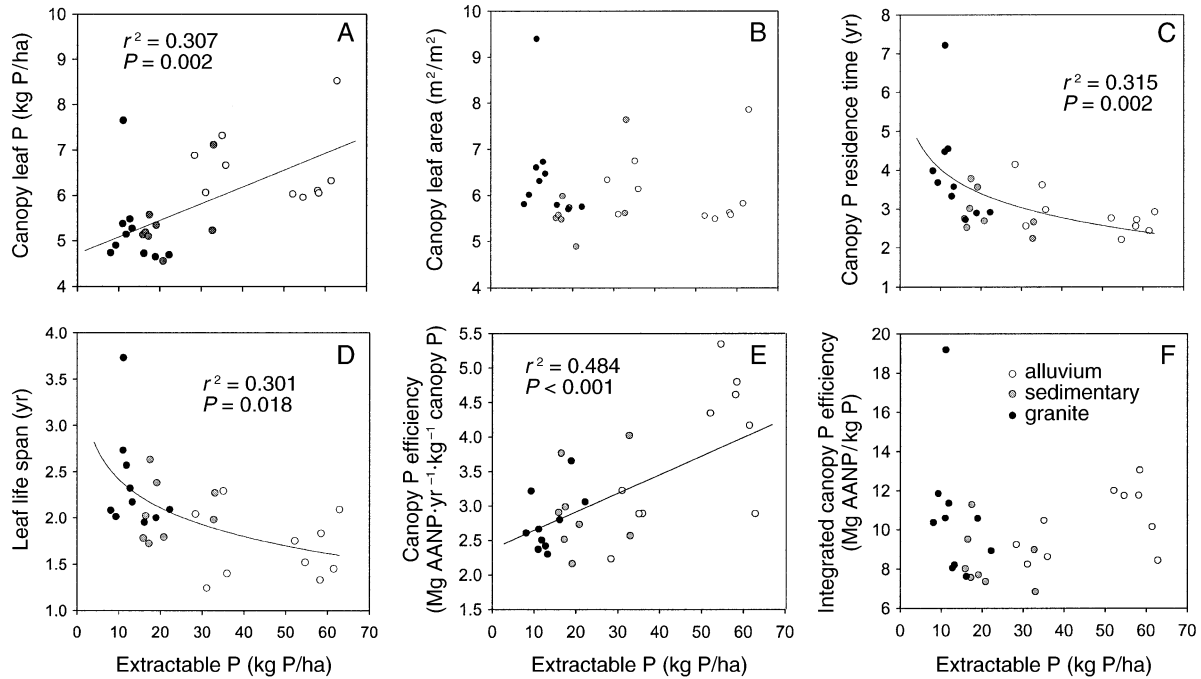 A
r² = 0.307
P = 0.002
Canopy leaf P (kg P/ha)
10
9
8
7
6
5
4
B
Canopy leaf area (m²/m²)
10
9
8
7
6
5
4
C
r² = 0.315
P = 0.002
Canopy P residence time (yr)
8
7
6
5
4
3
2
1
D
r² = 0.301
P = 0.018
Leaf life span (yr)
4.0
3.5
3.0
2.5
2.0
1.5
1.0
0 10 20 30 40 50 60 70
Extractable P (kg P/ha)
E
r² = 0.484
P < 0.001
Canopy P efficiency
(Mg AANP·yr⁻¹·kg⁻¹ canopy P)
5.5
5.0
4.5
4.0
3.5
3.0
2.5
2.0
1.5
0 10 20 30 40 50 60 70
Extractable P (kg P/ha)
F
alluvium
sedimentary
granite
Integrated canopy P efficiency
(Mg AANP/kg P)
20
18
16
14
12
10
8
6
0 10 20 30 40 50 60 70
Extractable P (kg P/ha)